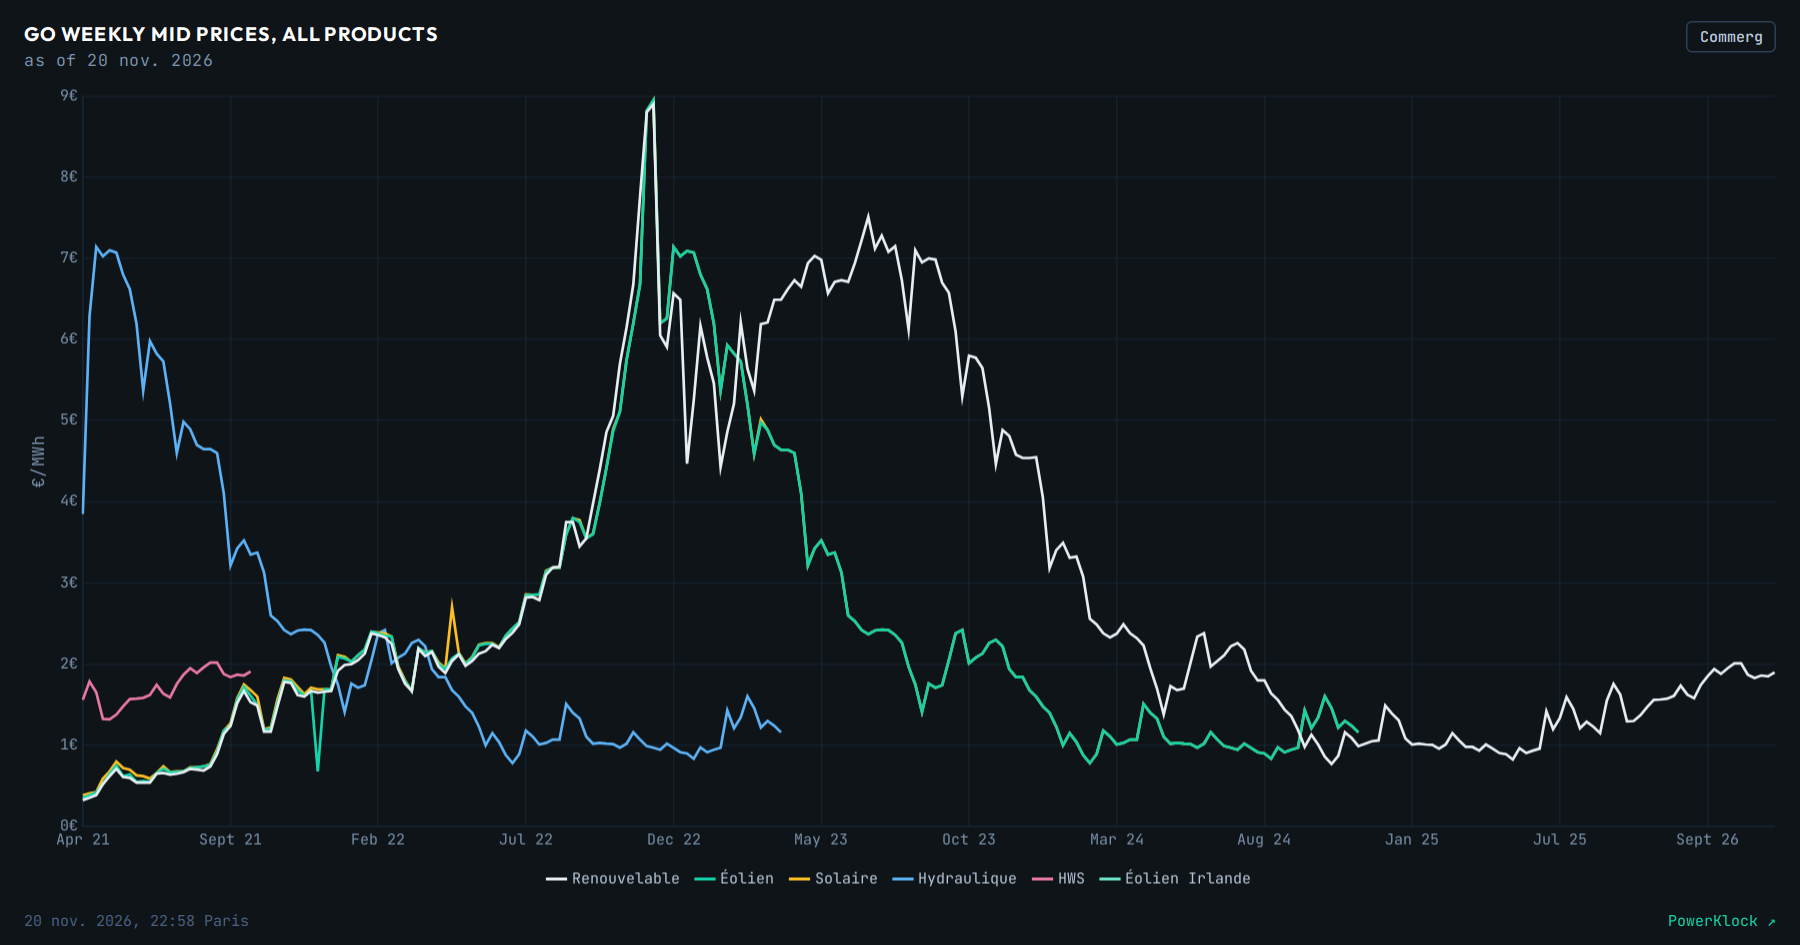 GO WEEKLY MID PRICES, ALL PRODUCTS
as of 20 nov. 2026
Commerg
9€
8€
7€
6€
5€
4€
3€
2€
1€
0€
€/MWh
Apr 21 Sept 21 Feb 22 Jul 22 Dec 22 May 23 Oct 23 Mar 24 Aug 24 Jan 25 Jul 25 Sept 26
Renouvelable Éolien Solaire Hydraulique HWS Éolien Irlande
20 nov. 2026, 22:58 Paris
PowerKlock ↗